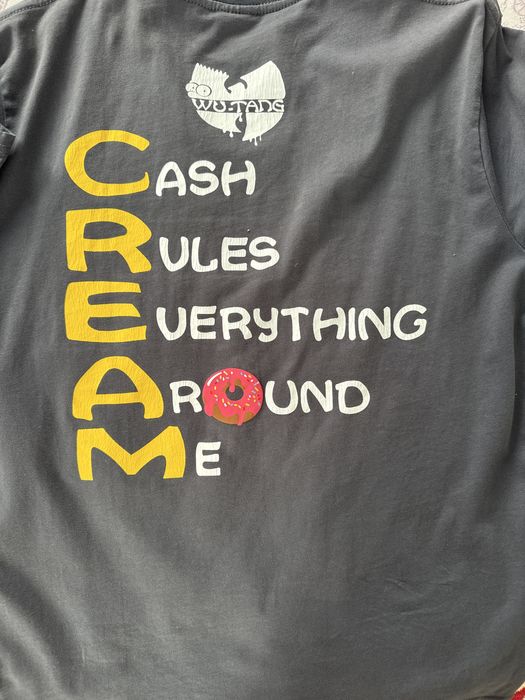 WU-TANG
CASH
RULES
EVERYTHING
AROUND
ME